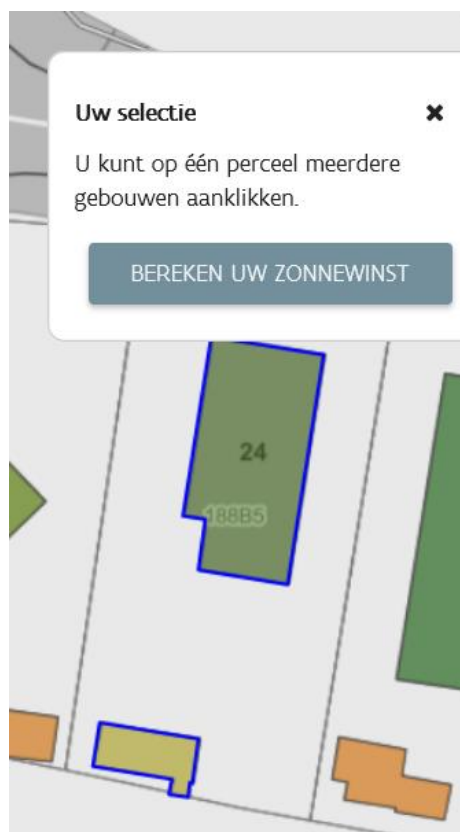 Uw selectie
U kunt op één perceel meerdere
gebouwen aanklikken.
BEREKEN UW ZONNEWINST
24
188B5